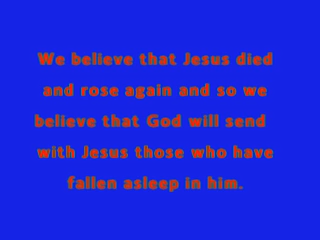 We believe that Jesus died
and rose again and so we
believe that God will send
with Jesus those who have
fallen asleep in him.